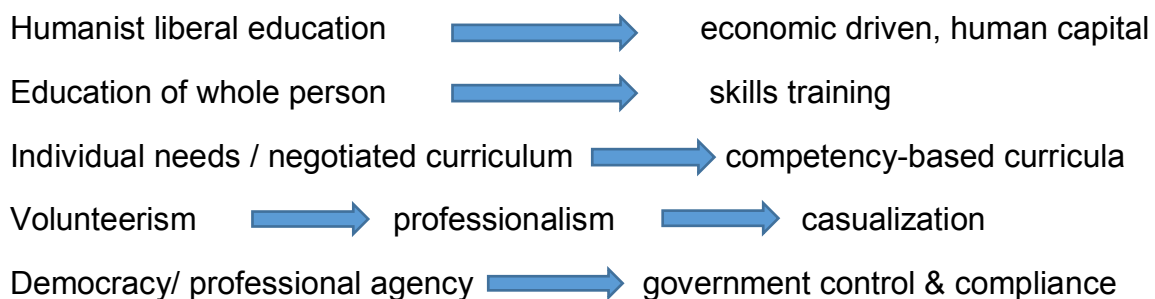 Humanist liberal education economic driven, human capital
Education of whole person skills training
Individual needs / negotiated curriculum competency-based curricula
Volunteerism professionalism casualization
Democracy/ professional agency government control & compliance